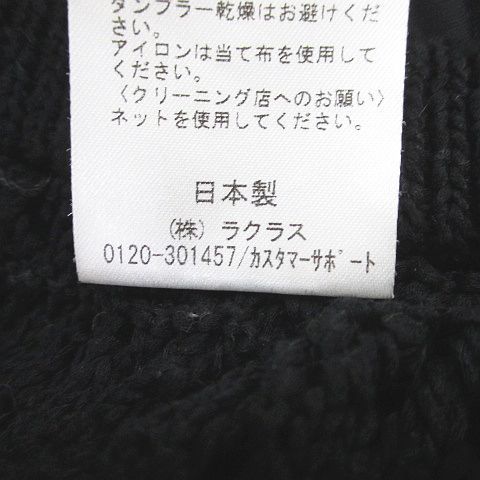 タンブラー乾燥はお避けくだ
さい。
アイロンは当て布を使用して
ください。
〈クリーニング店へのお願い〉
ネットを使用してください。
日本製
(株) ラクラス
0120-301457/ｶｽﾀﾏｰｻﾎﾟｰﾄ